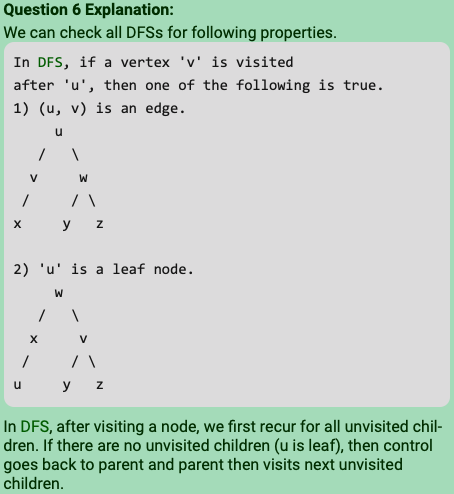 Question 6 Explanation:
We can check all DFSs for following properties.
In DFS, if a vertex 'v' is visited
after 'u', then one of the following is true.
1) (u, v) is an edge.
u
/ \
v w
/ / \
x y z
2) 'u' is a leaf node.
w
/ \
x v
/ / \
u y z
In DFS, after visiting a node, we first recur for all unvisited chil-
dren. If there are no unvisited children (u is leaf), then control
goes back to parent and parent then visits next unvisited
children.